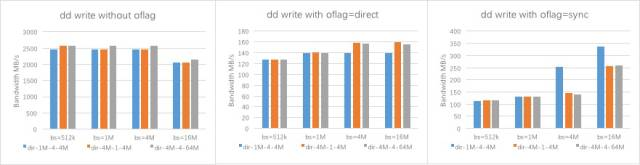 dd write without oflag
Bandwidth MB/s
3000
2500
2000
1500
1000
500
0
bs=512k bs=1M bs=4M bs=16M
dir-1M-4-4M dir-4M-1-4M dir-4M-4-64M
dd write with oflag=direct
Bandwidth MB/s
180
160
140
120
100
80
60
40
20
0
bs=512k bs=1M bs=4M bs=16M
dir-1M-4-4M dir-4M-1-4M dir-4M-4-64M
dd write with oflag=sync
Bandwidth MB/s
400
350
300
250
200
150
100
50
0
bs=512k bs=1M bs=4M bs=16M
dir-1M-4-4M dir-4M-1-4M dir-4M-4-64M